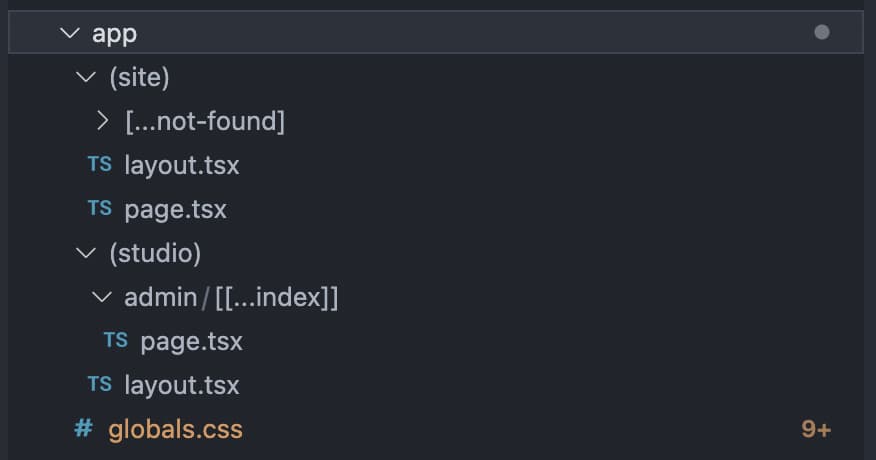 app
(site)
[...not-found]
TS layout.tsx
TS page.tsx
(studio)
admin/[[...index]]
TS page.tsx
TS layout.tsx
# globals.css 9+